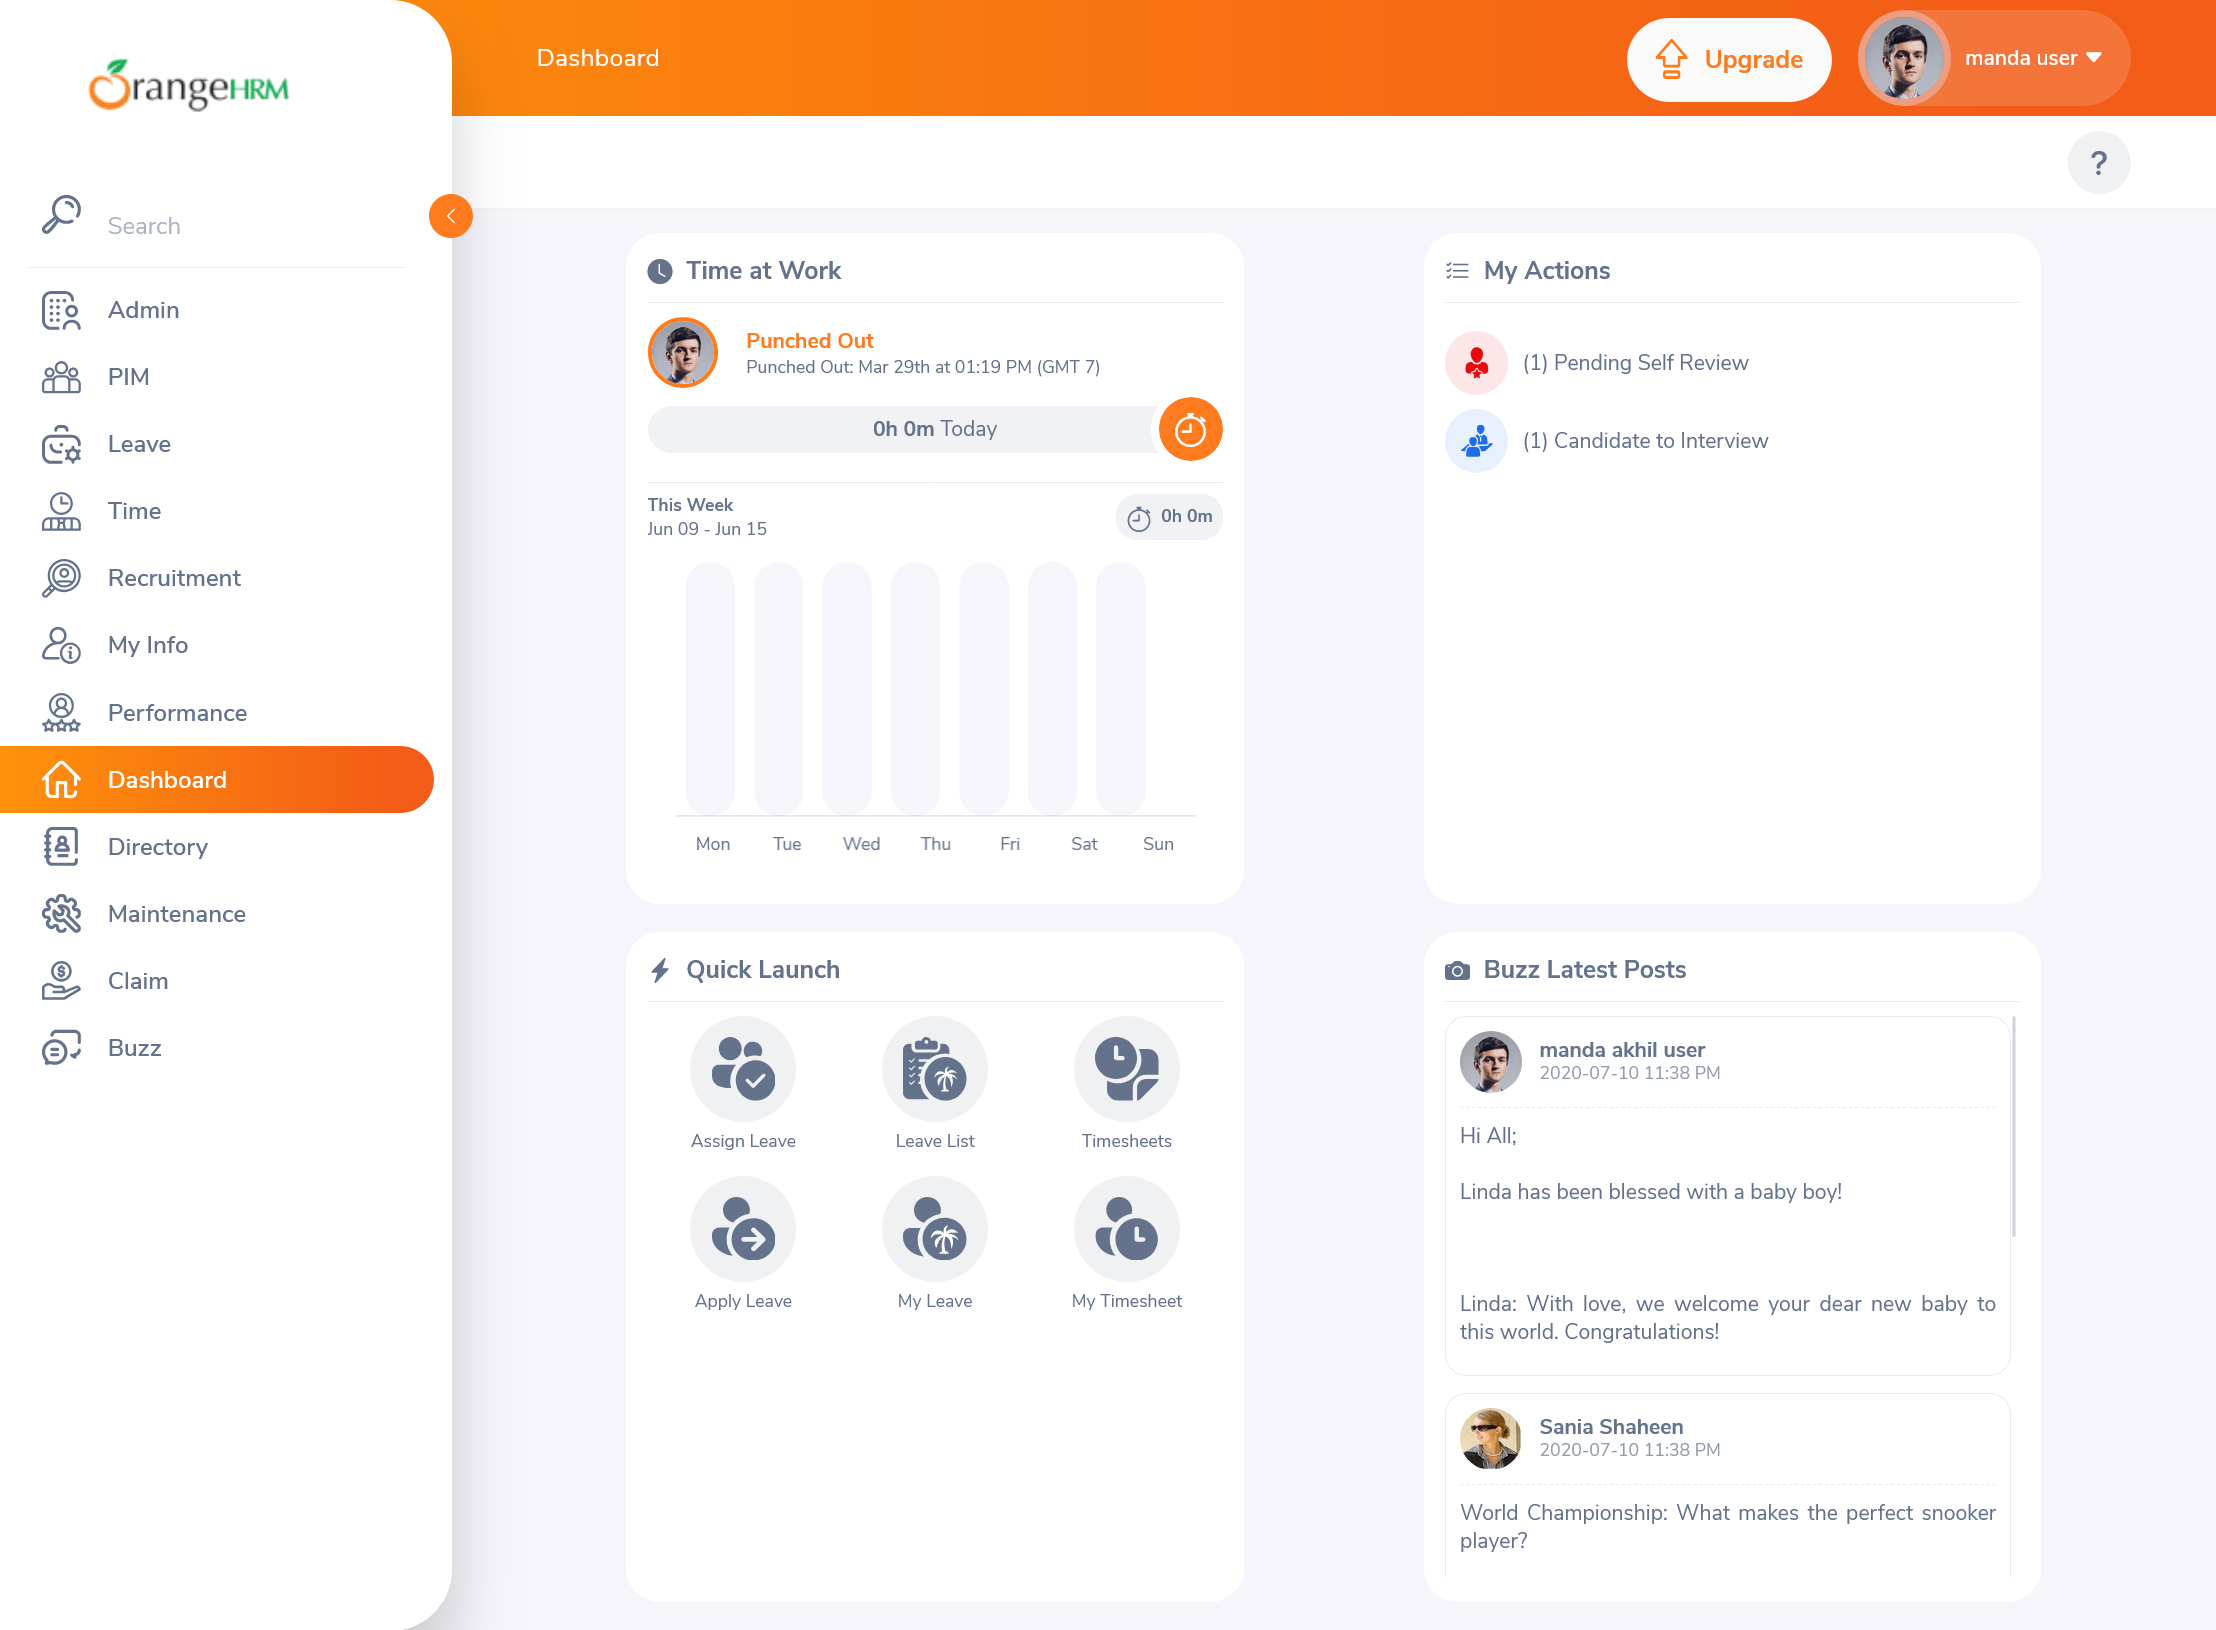 OrangeHRM
Search
Admin
PIM
Leave
Time
Recruitment
My Info
Performance
Dashboard
Directory
Maintenance
Claim
Buzz
Dashboard
Upgrade
manda user
?
Time at Work
Punched Out
Punched Out: Mar 29th at 01:19 PM (GMT 7)
0h 0m Today
This Week
Jun 09 - Jun 15
0h 0m
Mon Tue Wed Thu Fri Sat Sun
My Actions
(1) Pending Self Review
(1) Candidate to Interview
Quick Launch
Assign Leave
Leave List
Timesheets
Apply Leave
My Leave
My Timesheet
Buzz Latest Posts
manda akhil user
2020-07-10 11:38 PM
Hi All;
Linda has been blessed with a baby boy!
Linda: With love, we welcome your dear new baby to
this world. Congratulations!
Sania Shaheen
2020-07-10 11:38 PM
World Championship: What makes the perfect snooker
player?